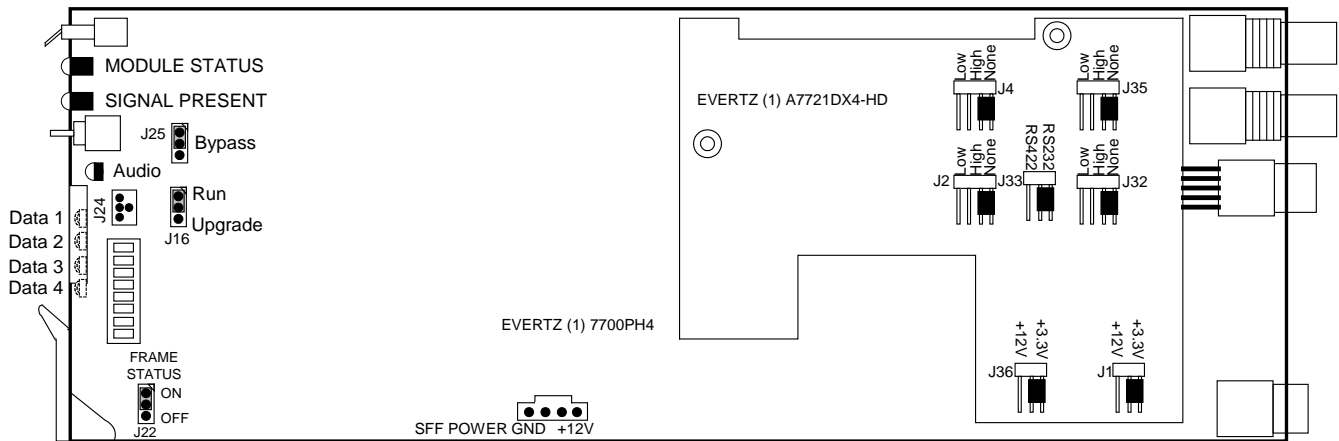 MODULE STATUS
SIGNAL PRESENT
J25
Bypass
Audio
J24
Run
Upgrade
J16
Data 1
Data 2
Data 3
Data 4
FRAME
STATUS
ON
OFF
J22
EVERTZ (1) 7700PH4
SFF POWER GND +12V
EVERTZ (1) A7721DX4-HD
Low
High
None
J4
Low
High
None
J35
Low
High
None
J2
RS422
RS232
J33
Low
High
None
J32
+12V
+3.3V
J36
+12V
+3.3V
J1